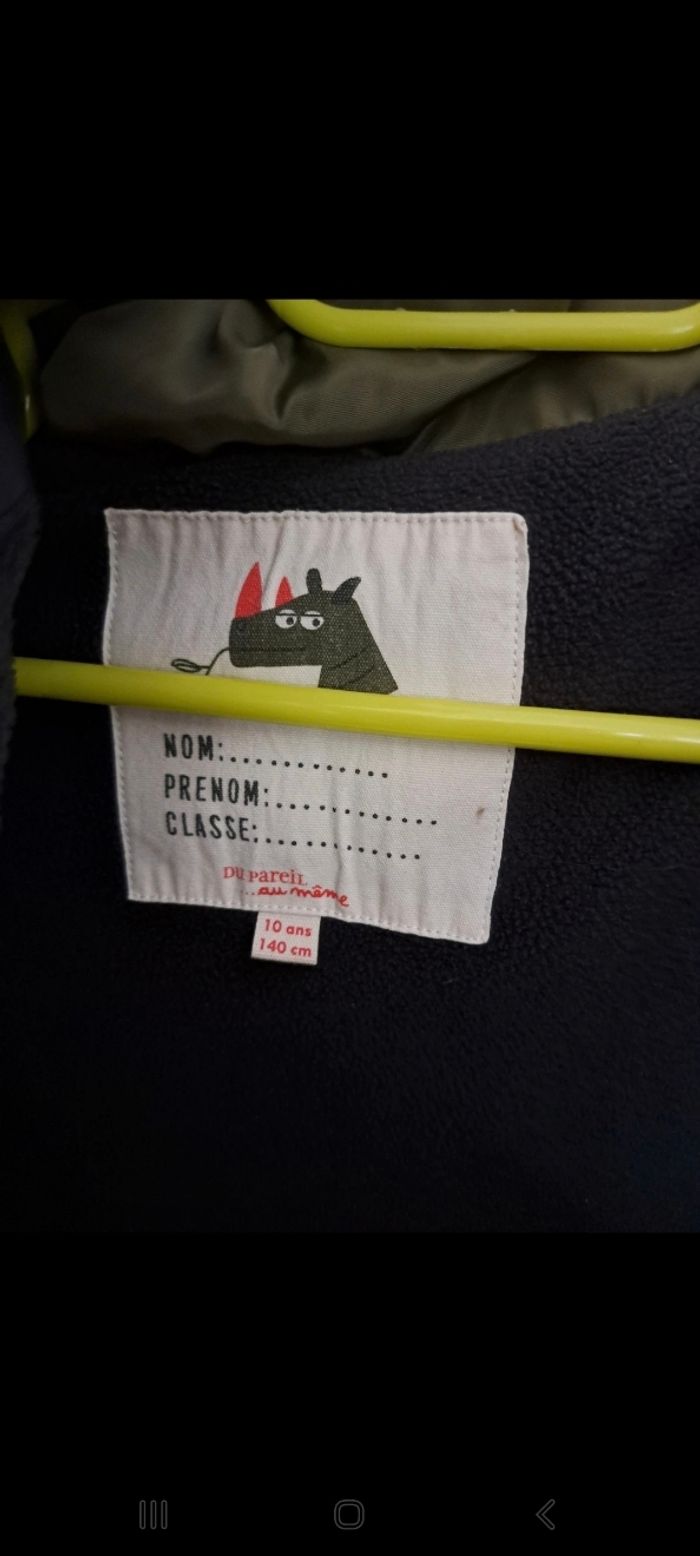 NOM:............
PRENOM:............
CLASSE:............
DU PAREIL
...au même
10 ans
140 cm